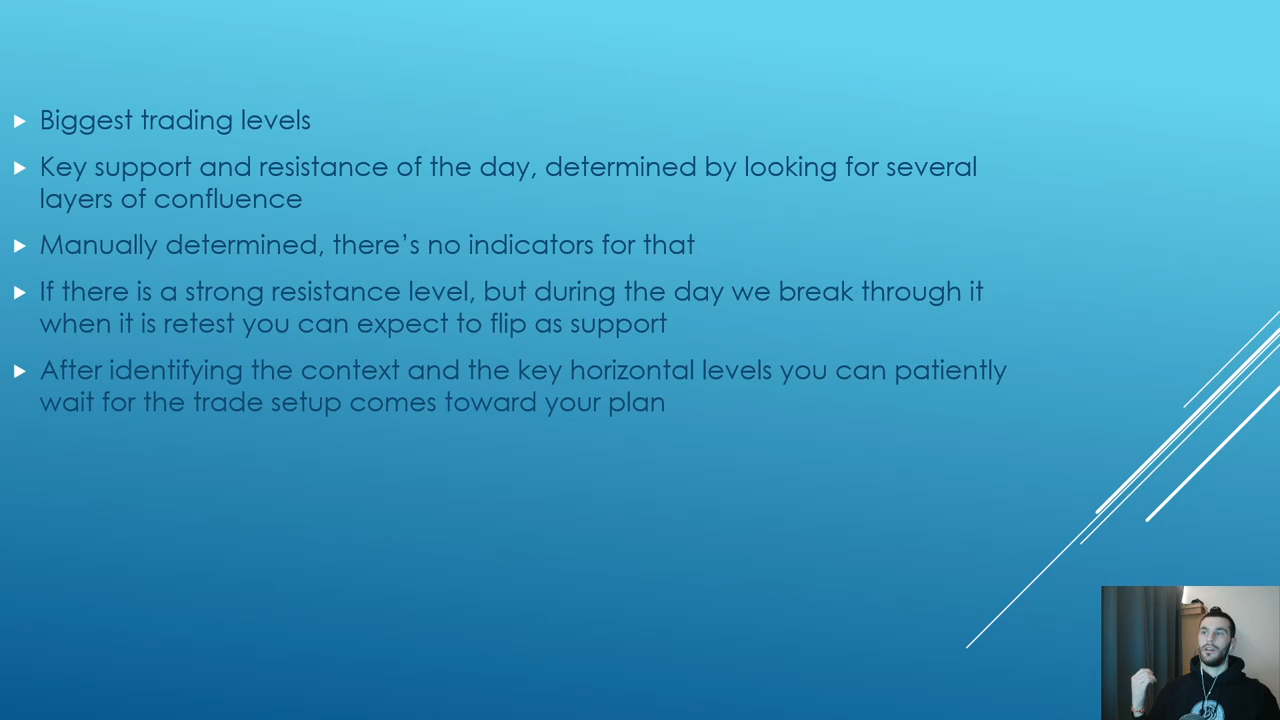 Biggest trading levels
Key support and resistance of the day, determined by looking for several
layers of confluence
Manually determined, there's no indicators for that
If there is a strong resistance level, but during the day we break through it
when it is retest you can expect to flip as support
After identifying the context and the key horizontal levels you can patiently
wait for the trade setup comes toward your plan